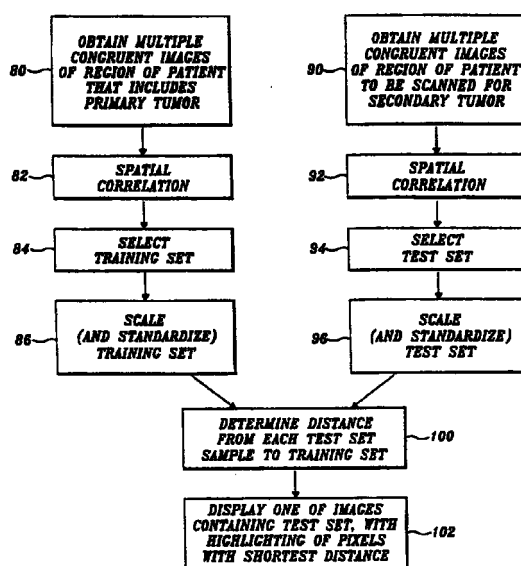 80
OBTAIN MULTIPLE
CONGRUENT IMAGES
OF REGION OF PATIENT
THAT INCLUDES
PRIMARY TUMOR
82
SPATIAL
CORRELATION
84
SELECT
TRAINING SET
86
SCALE
(AND STANDARDIZE)
TRAINING SET
90
OBTAIN MULTIPLE
CONGRUENT IMAGES
OF REGION OF PATIENT
TO BE SCANNED FOR
SECONDARY TUMOR
92
SPATIAL
CORRELATION
94
SELECT
TEST SET
96
SCALE
(AND STANDARDIZE)
TEST SET
DETERMINE DISTANCE
FROM EACH TEST SET
SAMPLE TO TRAINING SET
100
DISPLAY ONE OF IMAGES
CONTAINING TEST SET, WITH
HIGHLIGHTING OF PIXELS
WITH SHORTEST DISTANCE
102